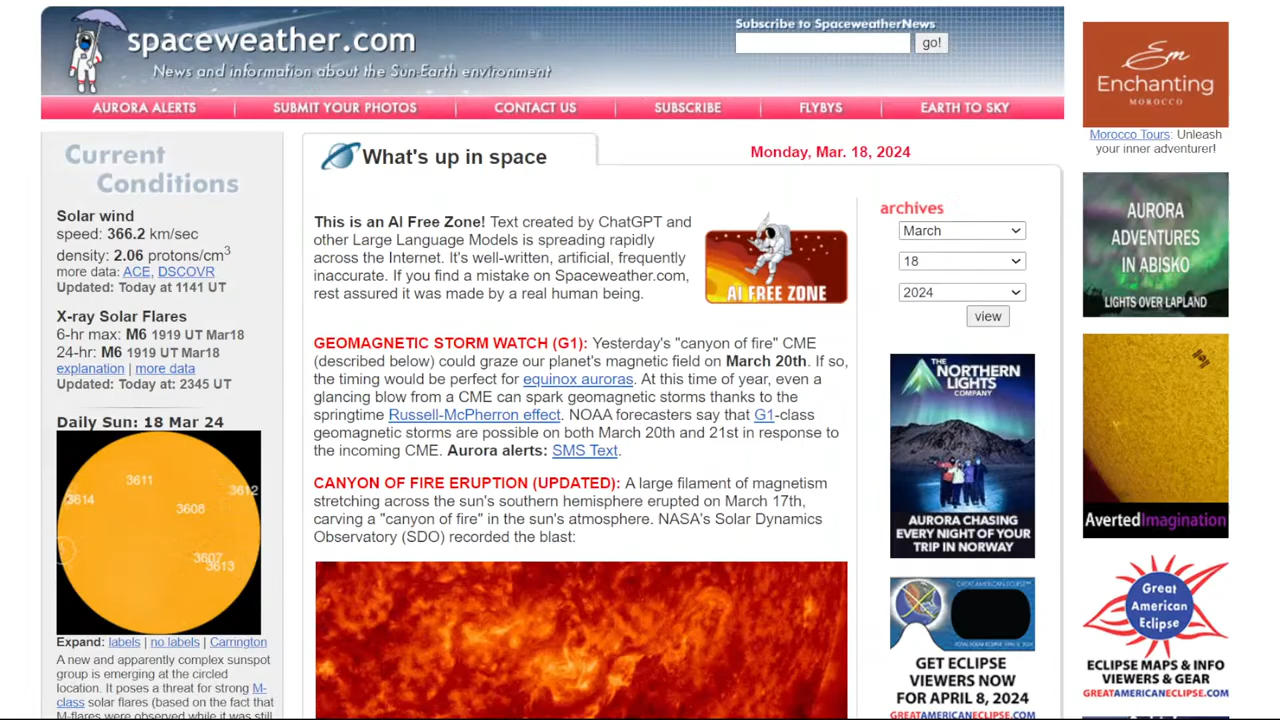 spaceweather.com
News and information about the Sun-Earth environment
Subscribe to SpaceweatherNews
go!
AURORA ALERTS
SUBMIT YOUR PHOTOS
CONTACT US
SUBSCRIBE
FLYBYS
EARTH TO SKY
Current
Conditions
Solar wind
speed: 366.2 km/sec
density: 2.06 protons/cm3
more data: ACE, DSCOVR
Updated: Today at 1141 UT
X-ray Solar Flares
6-hr max: M6 1919 UT Mar18
24-hr: M6 1919 UT Mar18
explanation | more data
Updated: Today at: 2345 UT
Daily Sun: 18 Mar 24
3611
3614
3612
3608
3607
3613
Expand: labels | no labels | Carrington
A new and apparently complex sunspot
group is emerging at the circled
location. It poses a threat for strong M-
class solar flares (based on the fact that
M-flares were observed while it was still
What's up in space
Monday, Mar. 18, 2024
This is an AI Free Zone! Text created by ChatGPT and
other Large Language Models is spreading rapidly
across the Internet. It's well-written, artificial, frequently
inaccurate. If you find a mistake on Spaceweather.com,
rest assured it was made by a real human being.
AI FREE ZONE
GEOMAGNETIC STORM WATCH (G1): Yesterday's "canyon of fire" CME
(described below) could graze our planet's magnetic field on March 20th. If so,
the timing would be perfect for equinox auroras. At this time of year, even a
glancing blow from a CME can spark geomagnetic storms thanks to the
springtime Russell-McPherron effect. NOAA forecasters say that G1-class
geomagnetic storms are possible on both March 20th and 21st in response to
the incoming CME. Aurora alerts: SMS Text.
CANYON OF FIRE ERUPTION (UPDATED): A large filament of magnetism
stretching across the sun's southern hemisphere erupted on March 17th,
carving a "canyon of fire" in the sun's atmosphere. NASA's Solar Dynamics
Observatory (SDO) recorded the blast:
archives
March
18
2024
view
THE
NORTHERN
LIGHTS
COMPANY
AURORA CHASING
EVERY NIGHT OF YOUR
TRIP IN NORWAY
GREAT AMERICAN ECLIPSE
GET ECLIPSE
VIEWERS NOW
FOR APRIL 8, 2024
GREATAMERICANECLIPSE.COM
Em
Enchanting
MOROCCO
Morocco Tours: Unleash
your inner adventurer!
AURORA
ADVENTURES
IN ABISKO
LIGHTS OVER LAPLAND
AvertedImagination
Great
American
Eclipse
ECLIPSE MAPS & INFO
VIEWERS & GEAR
GREATAMERICANECLIPSE.COM